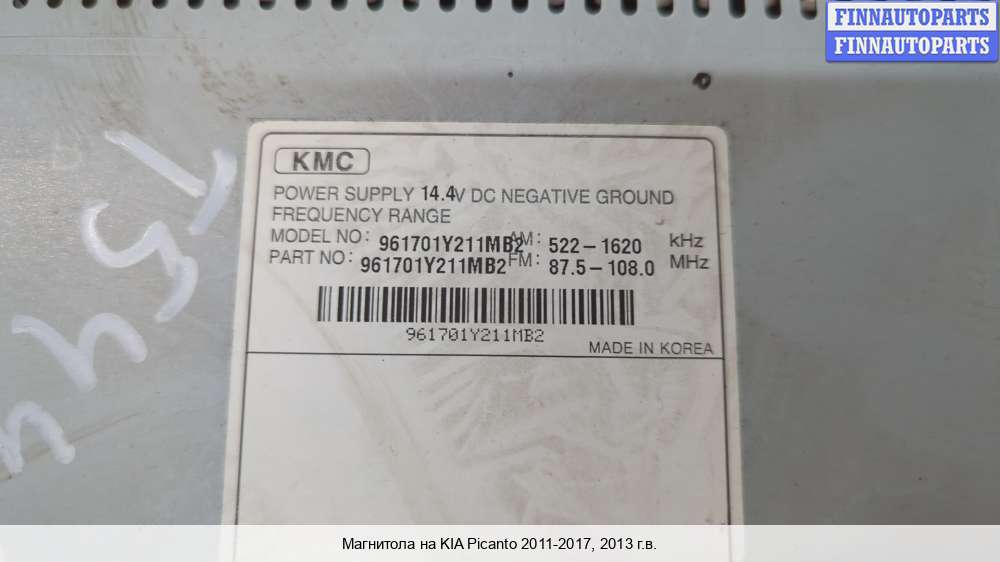 FINNAUTOPARTS
FINNAUTOPARTS
KMC
POWER SUPPLY 14.4V DC NEGATIVE GROUND
FREQUENCY RANGE
MODEL NO: 961701Y211MB2 AM: 522-1620 kHz
PART NO: 961701Y211MB2 FM: 87.5-108.0 MHz
961701Y211MB2
MADE IN KOREA
Магнитола на KIA Picanto 2011-2017, 2013 г.в.